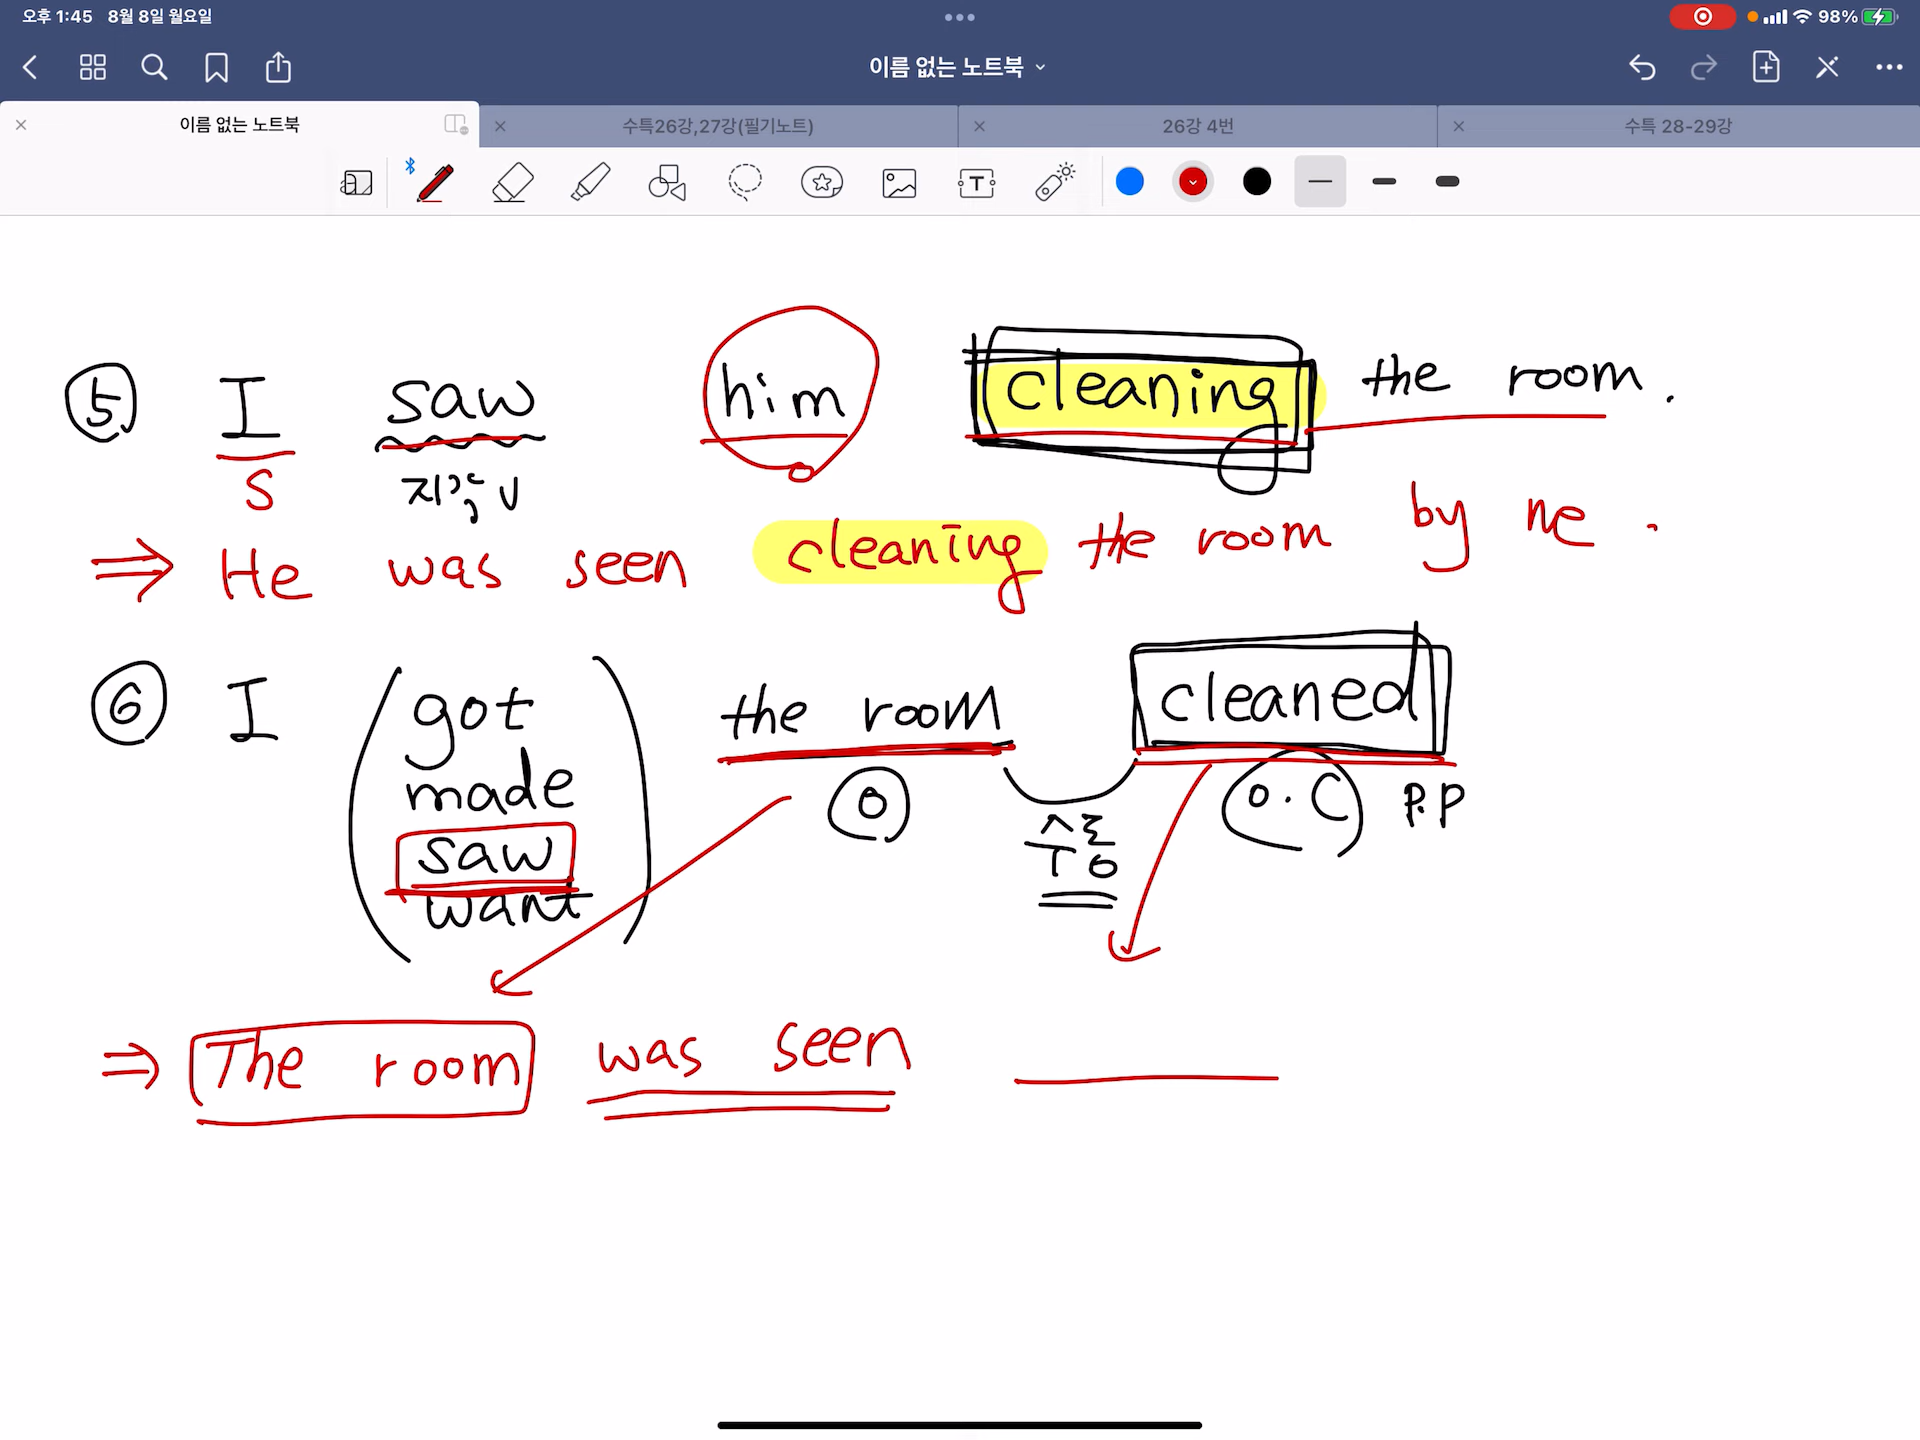 오후 1:45 8월 8일 월요일 98%
이름 없는 노트북
이름 없는 노트북 수특26강,27강(필기노트) 26강 4번 수특 28-29강
⑤ I saw him cleaning the room.
S 지각V o
⇒ He was seen cleaning the room by me.
⑥ I ( got the room cleaned
made O 수동 O.C P.P
saw
want )
⇒ The room was seen